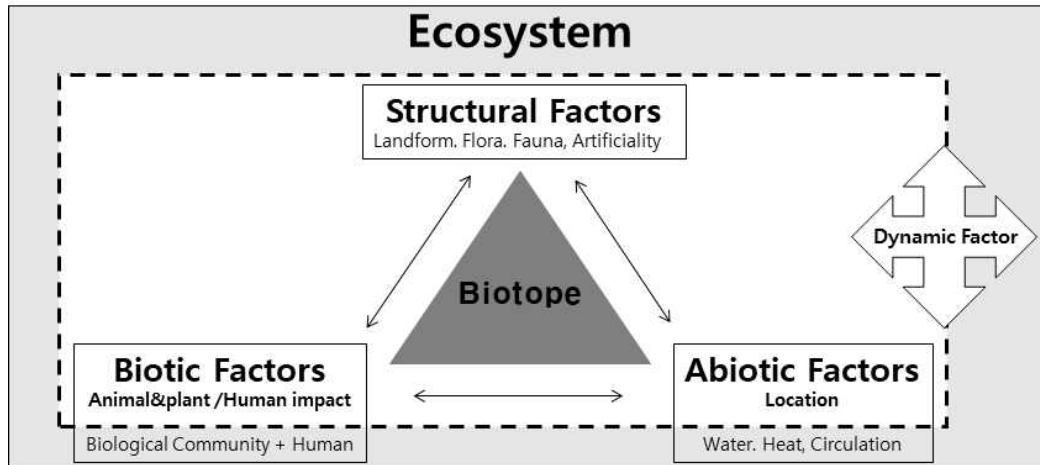 Ecosystem
Structural Factors
Landform. Flora. Fauna, Artificiality
Dynamic Factor
Biotope
Biotic Factors
Animal&plant /Human impact
Biological Community + Human
Abiotic Factors
Location
Water. Heat, Circulation